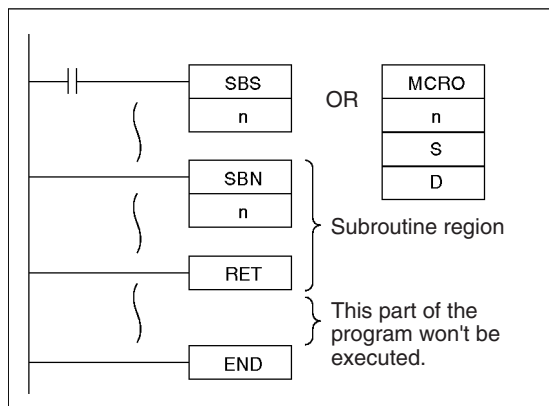 SBS
n
OR
MCRO
n
S
D
SBN
n
Subroutine region
RET
This part of the
program won't be
executed.
END